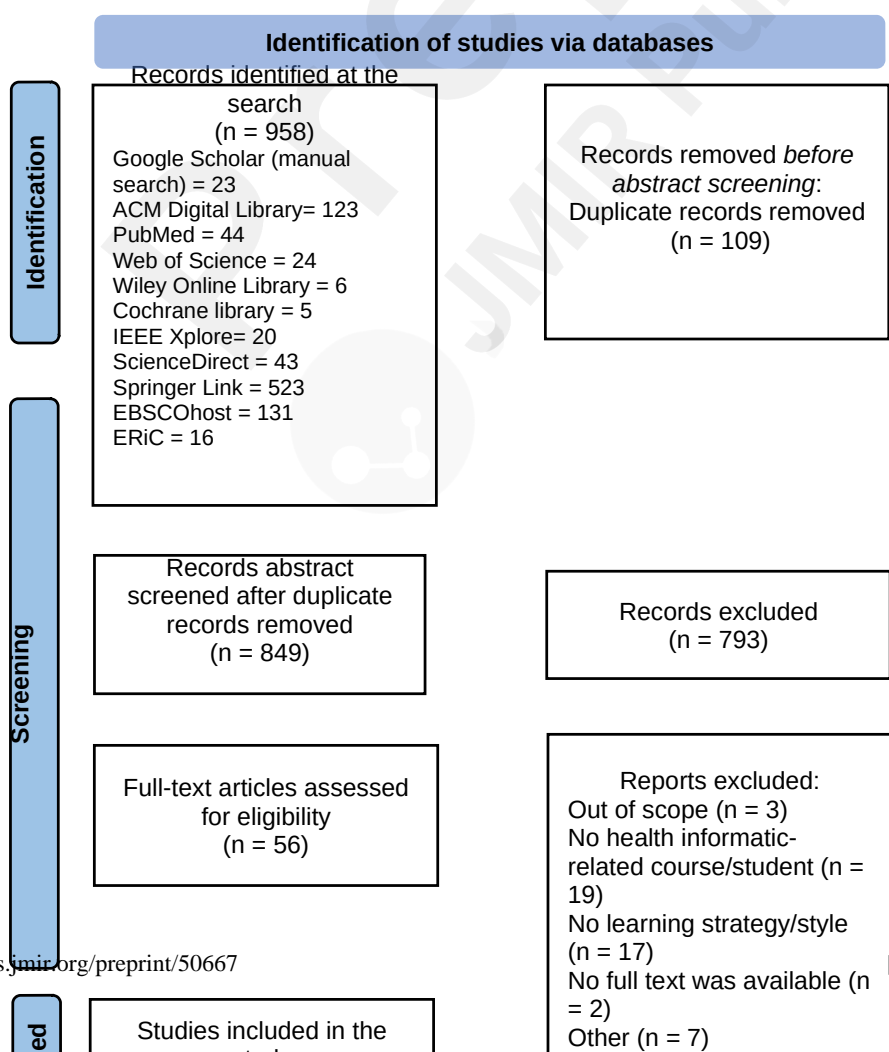 Identification of studies via databases
Identification
Records identified at the
search
(n = 958)
Google Scholar (manual
search) = 23
ACM Digital Library= 123
PubMed = 44
Web of Science = 24
Wiley Online Library = 6
Cochrane library = 5
IEEE Xplore= 20
ScienceDirect = 43
Springer Link = 523
EBSCOhost = 131
ERiC = 16
Records removed before
abstract screening:
Duplicate records removed
(n = 109)
Screening
Records abstract
screened after duplicate
records removed
(n = 849)
Records excluded
(n = 793)
Full-text articles assessed
for eligibility
(n = 56)
Reports excluded:
Out of scope (n = 3)
No health informatic-
related course/student (n =
19)
No learning strategy/style
(n = 17)
No full text was available (n
= 2)
Other (n = 7)
s.jmir.org/preprint/50667
ed
Studies included in the
JMIR Pu